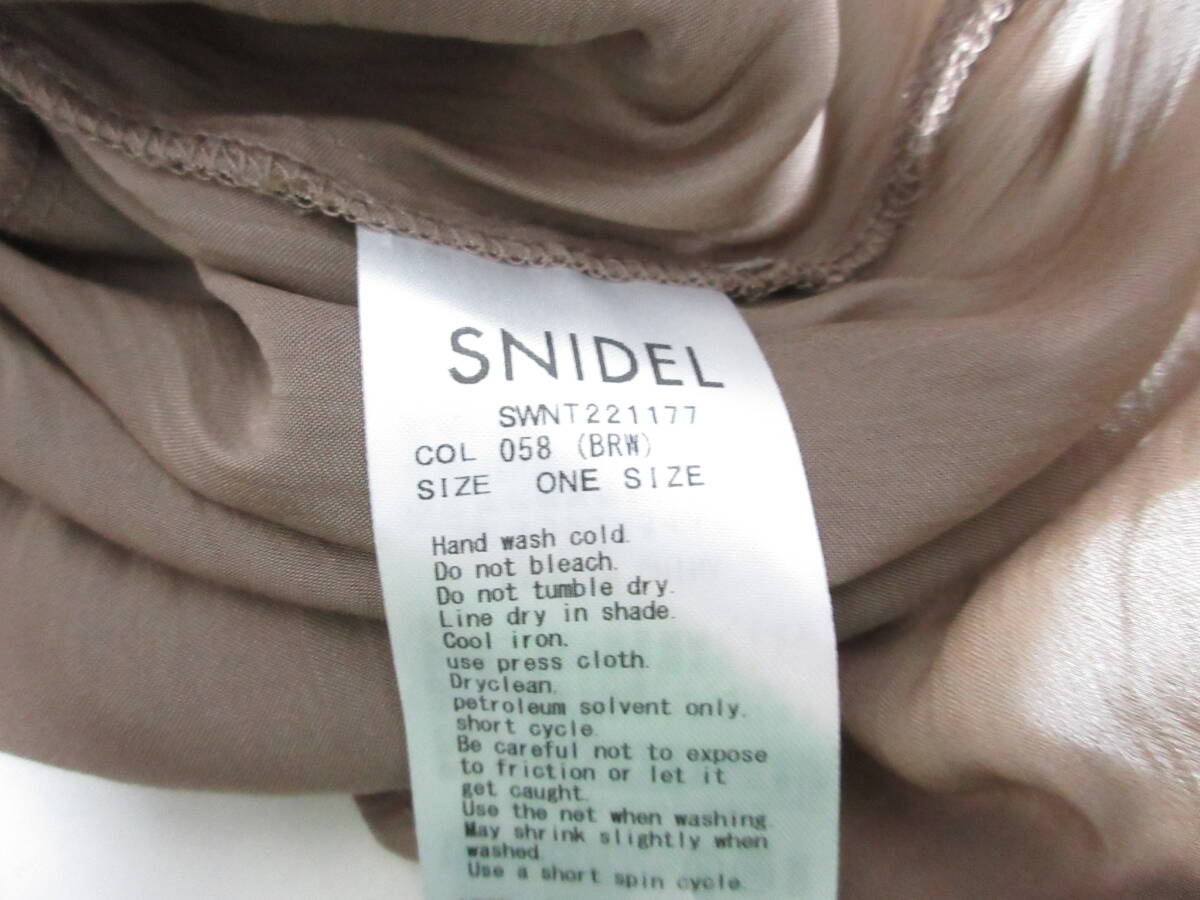 SNIDEL
SWNT221177
COL 058 (BRW)
SIZE ONE SIZE
Hand wash cold.
Do not bleach.
Do not tumble dry.
Line dry in shade.
Cool iron.
use press cloth.
Dryclean.
petroleum solvent only.
short cycle.
Be careful not to expose
to friction or let it
get caught.
Use the net when washing.
May shrink slightly when
washed.
Use a short spin cycle.